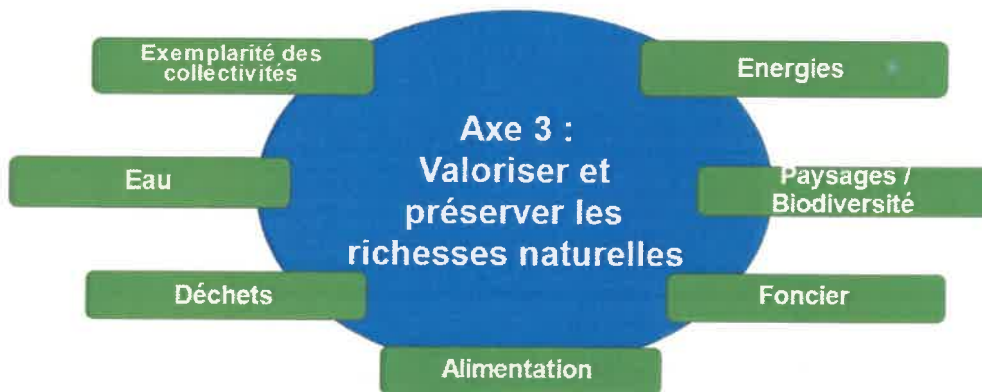 Exemplarité des
collectivités
Energies
Axe 3 :
Valoriser et
préserver les
richesses naturelles
Eau
Paysages /
Biodiversité
Déchets
Foncier
Alimentation